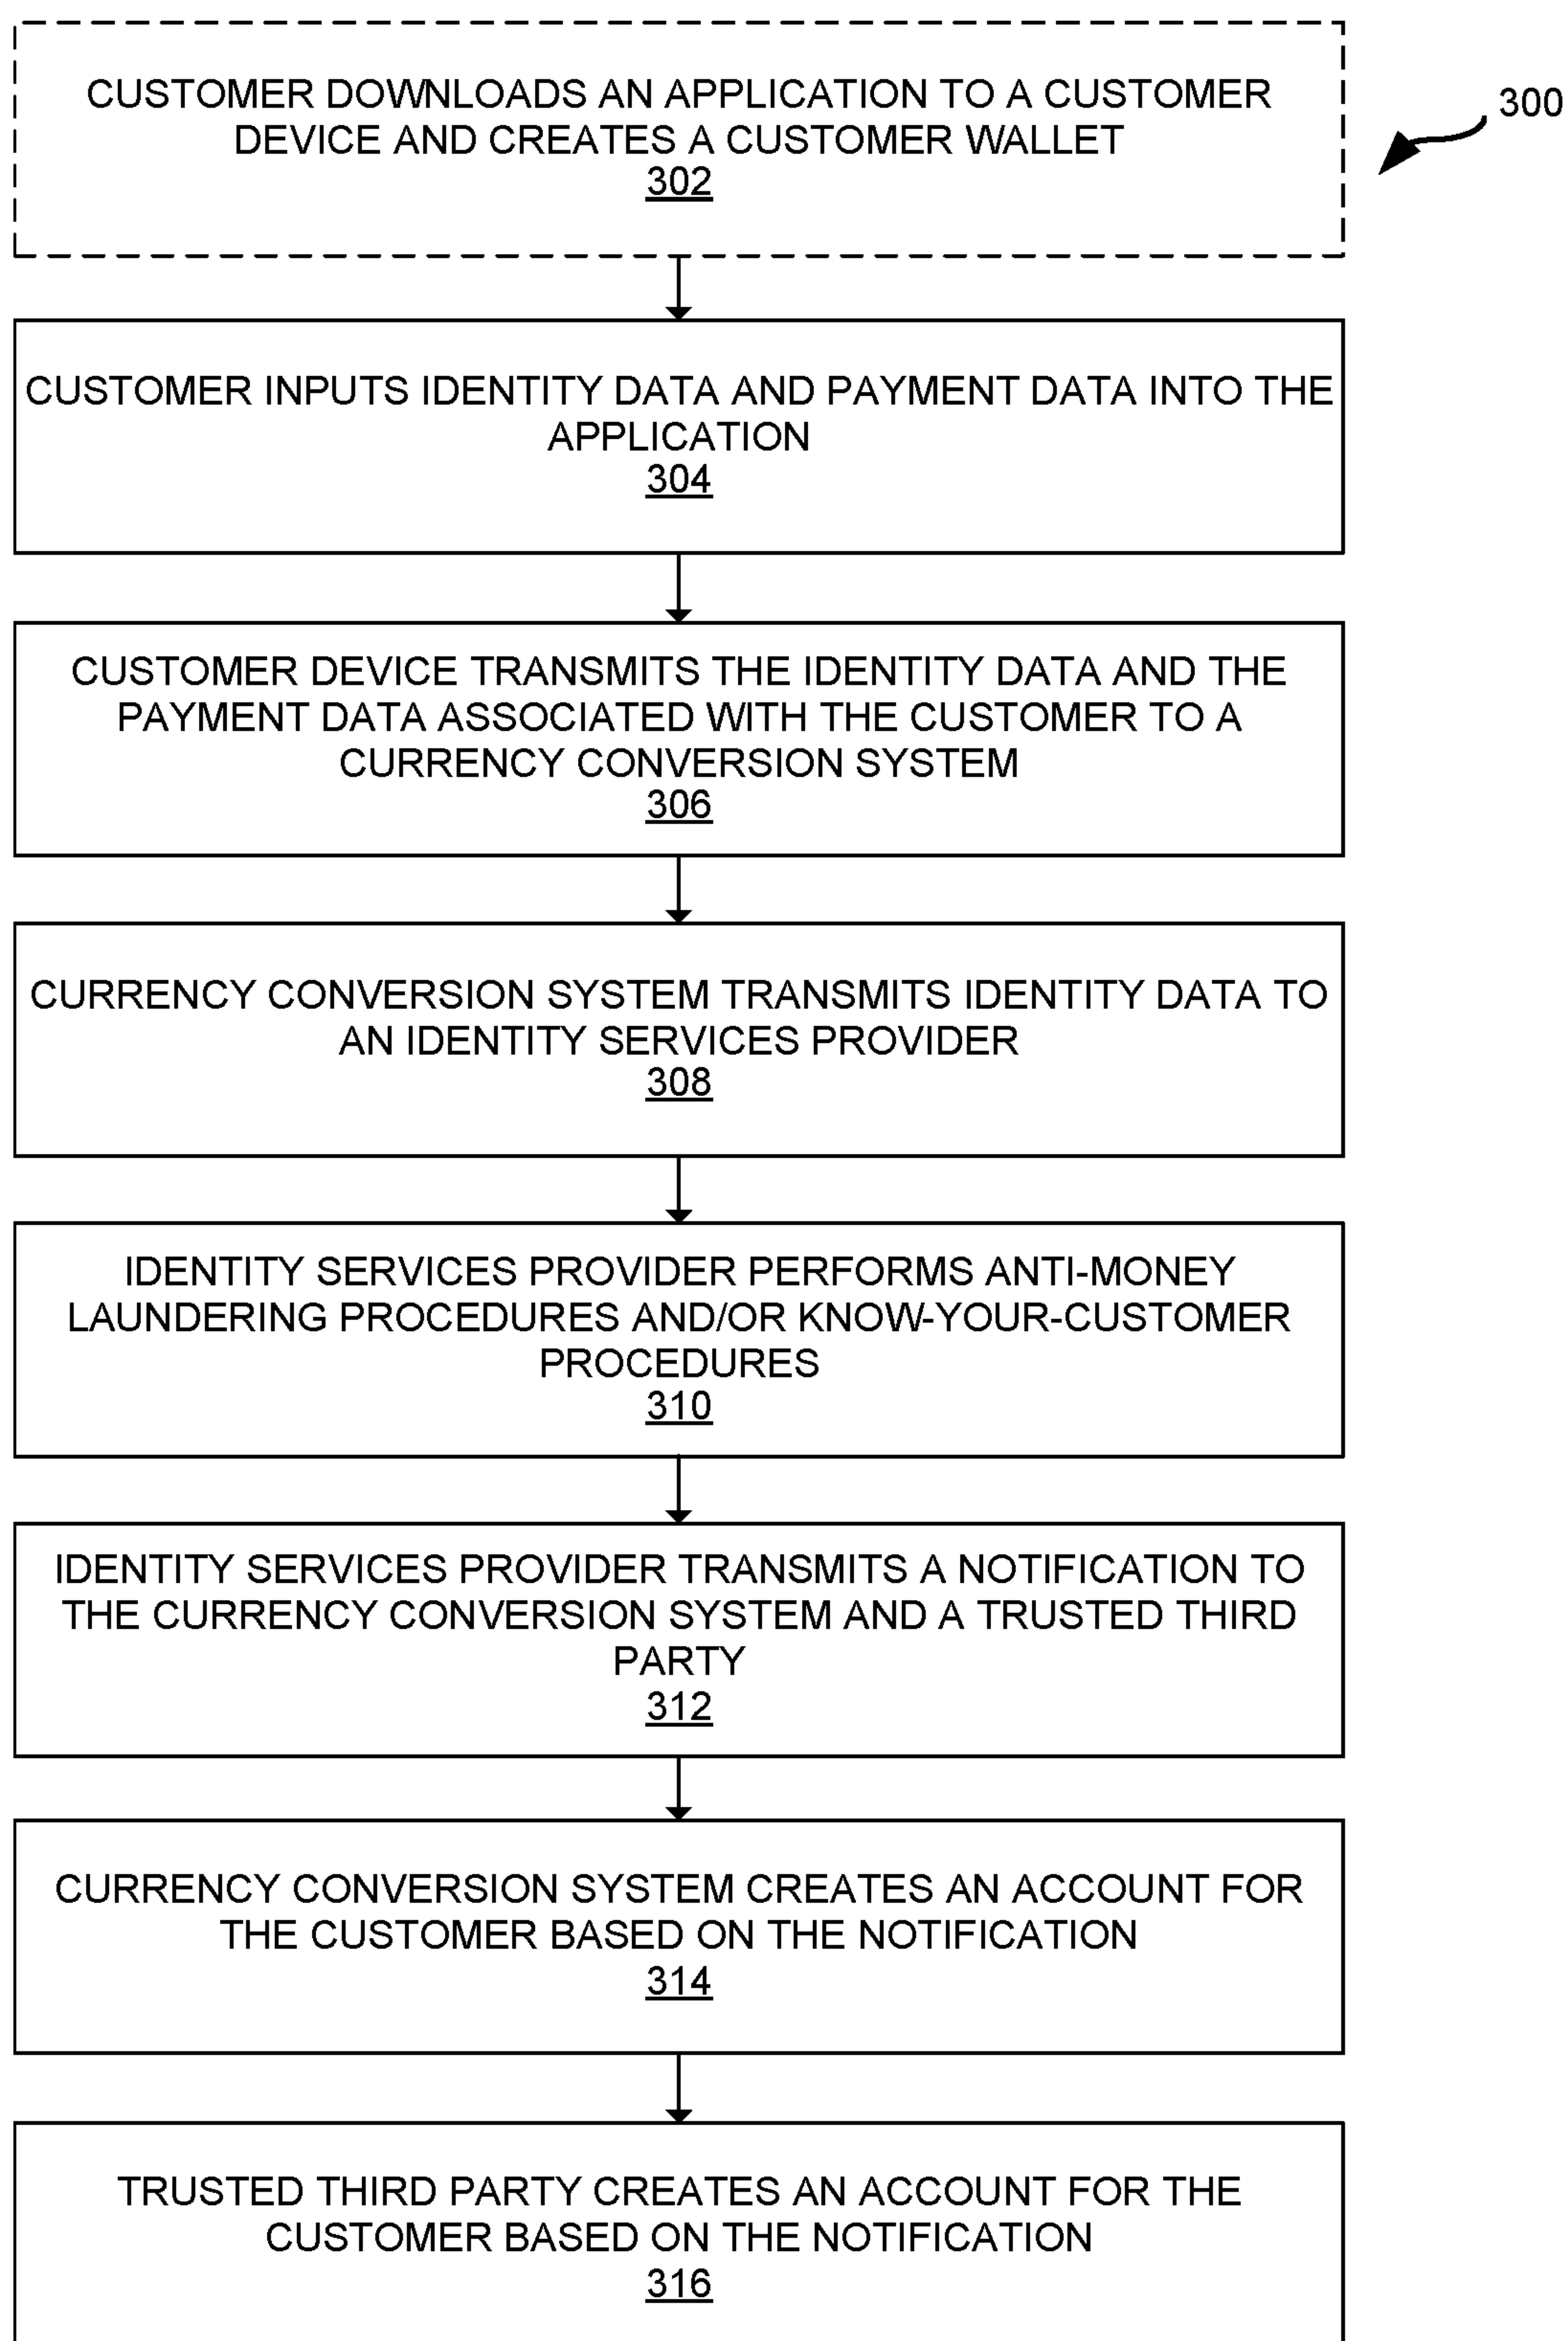 CUSTOMER DOWNLOADS AN APPLICATION TO A CUSTOMER
DEVICE AND CREATES A CUSTOMER WALLET
302
300
CUSTOMER INPUTS IDENTITY DATA AND PAYMENT DATA INTO THE
APPLICATION
304
CUSTOMER DEVICE TRANSMITS THE IDENTITY DATA AND THE
PAYMENT DATA ASSOCIATED WITH THE CUSTOMER TO A
CURRENCY CONVERSION SYSTEM
306
CURRENCY CONVERSION SYSTEM TRANSMITS IDENTITY DATA TO
AN IDENTITY SERVICES PROVIDER
308
IDENTITY SERVICES PROVIDER PERFORMS ANTI-MONEY
LAUNDERING PROCEDURES AND/OR KNOW-YOUR-CUSTOMER
PROCEDURES
310
IDENTITY SERVICES PROVIDER TRANSMITS A NOTIFICATION TO
THE CURRENCY CONVERSION SYSTEM AND A TRUSTED THIRD
PARTY
312
CURRENCY CONVERSION SYSTEM CREATES AN ACCOUNT FOR
THE CUSTOMER BASED ON THE NOTIFICATION
314
TRUSTED THIRD PARTY CREATES AN ACCOUNT FOR THE
CUSTOMER BASED ON THE NOTIFICATION
316